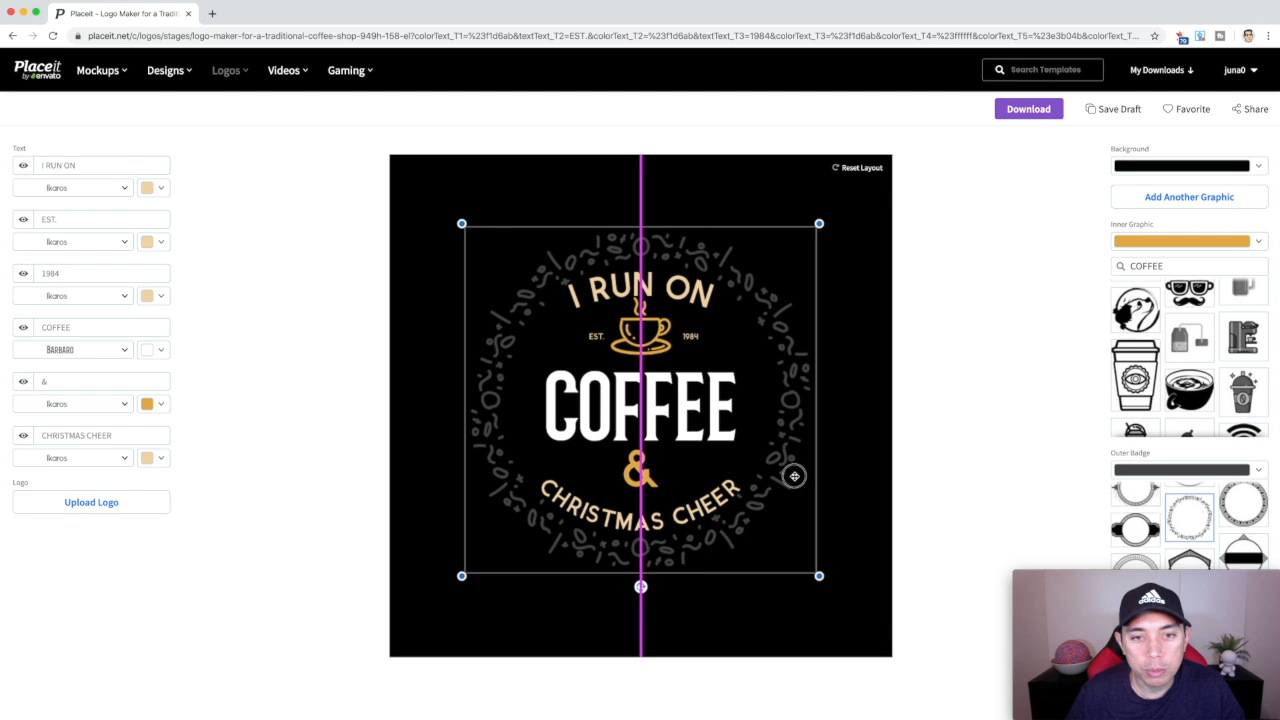 Placeit - Logo Maker for a Traditi
placeit.net/c/logos/stages/logo-maker-for-a-traditional-coffee-shop-949h-158-el?colorText_T1=%23f1d6ab&textText_T2=EST.&colorText_T2=%23f1d6ab&textText_T3=1984&colorText_T3=%23f1d6ab&colorText_T4=%23ffffff&colorText_T5=%23e3b04b&colorText_T...
79
Placeit
by envato
Mockups
Designs
Logos
Videos
Gaming
Search Templates
My Downloads
juna0
Download
Save Draft
Favorite
Share
Text
I RUN ON
Ikaros
EST.
Ikaros
1984
Ikaros
COFFEE
BARBARO
&
Ikaros
CHRISTMAS CHEER
Ikaros
Logo
Upload Logo
Reset Layout
I RUN ON
EST.
1984
COFFEE
&
CHRISTMAS CHEER
Background
Add Another Graphic
Inner Graphic
COFFEE
Outer Badge